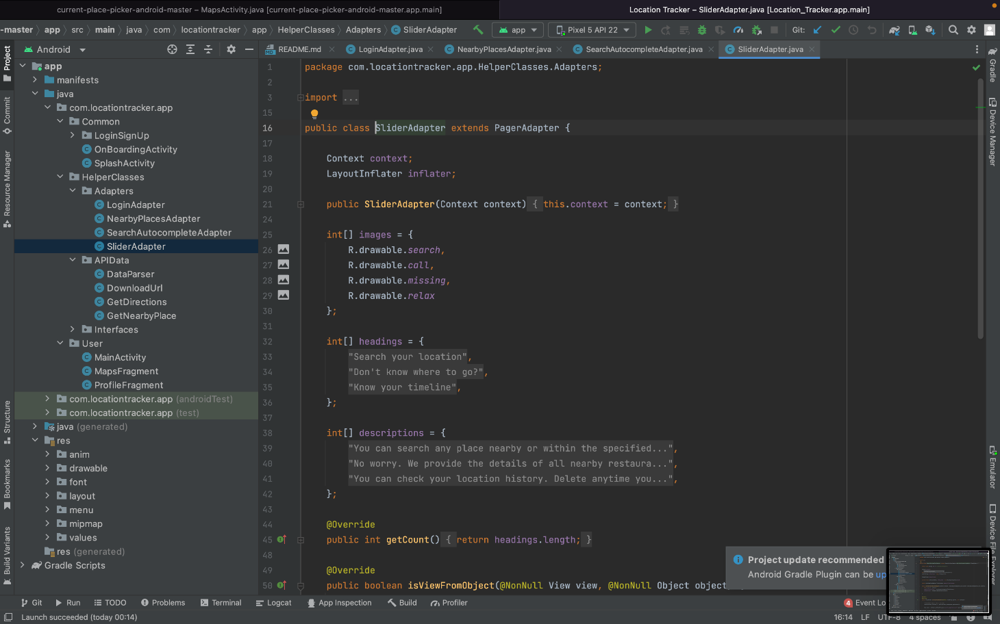 current-place-picker-android-master – MapsActivity.java [current-place-picker-android-master.app.main]
Location Tracker – SliderAdapter.java [Location_Tracker.app.main]
-master app src main java com locationtracker app HelperClasses Adapters SliderAdapter
app
Pixel 5 API 22
Git:
Project
Commit
Resource Manager
Structure
Bookmarks
Build Variants
Android
app
manifests
java
com.locationtracker.app
Common
LoginSignUp
OnBoardingActivity
SplashActivity
HelperClasses
Adapters
LoginAdapter
NearbyPlacesAdapter
SearchAutocompleteAdapter
SliderAdapter
APIData
DataParser
DownloadUrl
GetDirections
GetNearbyPlace
Interfaces
User
MainActivity
MapsFragment
ProfileFragment
com.locationtracker.app (androidTest)
com.locationtracker.app (test)
java (generated)
res
anim
drawable
font
layout
menu
mipmap
values
res (generated)
Gradle Scripts
README.md
LoginAdapter.java
NearbyPlacesAdapter.java
SearchAutocompleteAdapter.java
SliderAdapter.java
1 package com.locationtracker.app.HelperClasses.Adapters;
2
3 import ...
15
16 public class SliderAdapter extends PagerAdapter {
17
18 Context context;
19 LayoutInflater inflater;
20
21 public SliderAdapter(Context context) { this.context = context; }
24
25 int[] images = {
26 R.drawable.search,
27 R.drawable.call,
28 R.drawable.missing,
29 R.drawable.relax
30 };
31
32 int[] headings = {
33 "Search your location",
34 "Don't know where to go?",
35 "Know your timeline",
36 };
37
38 int[] descriptions = {
39 "You can search any place nearby or within the specified...",
40 "No worry. We provide the details of all nearby restaura...",
41 "You can check your location history. Delete anytime you...",
42 };
43
44 @Override
45 public int getCount() { return headings.length; }
48
49 @Override
50 public boolean isViewFromObject(@NonNull View view, @NonNull Object object
Gradle
Device Manager
Emulator
Device File Explorer
Project update recommended
Android Gradle Plugin can be up
Git
Run
TODO
Problems
Terminal
Logcat
App Inspection
Build
Profiler
4 Event Lo
Launch succeeded (today 00:14)
16:14 LF UTF-8 4 spaces